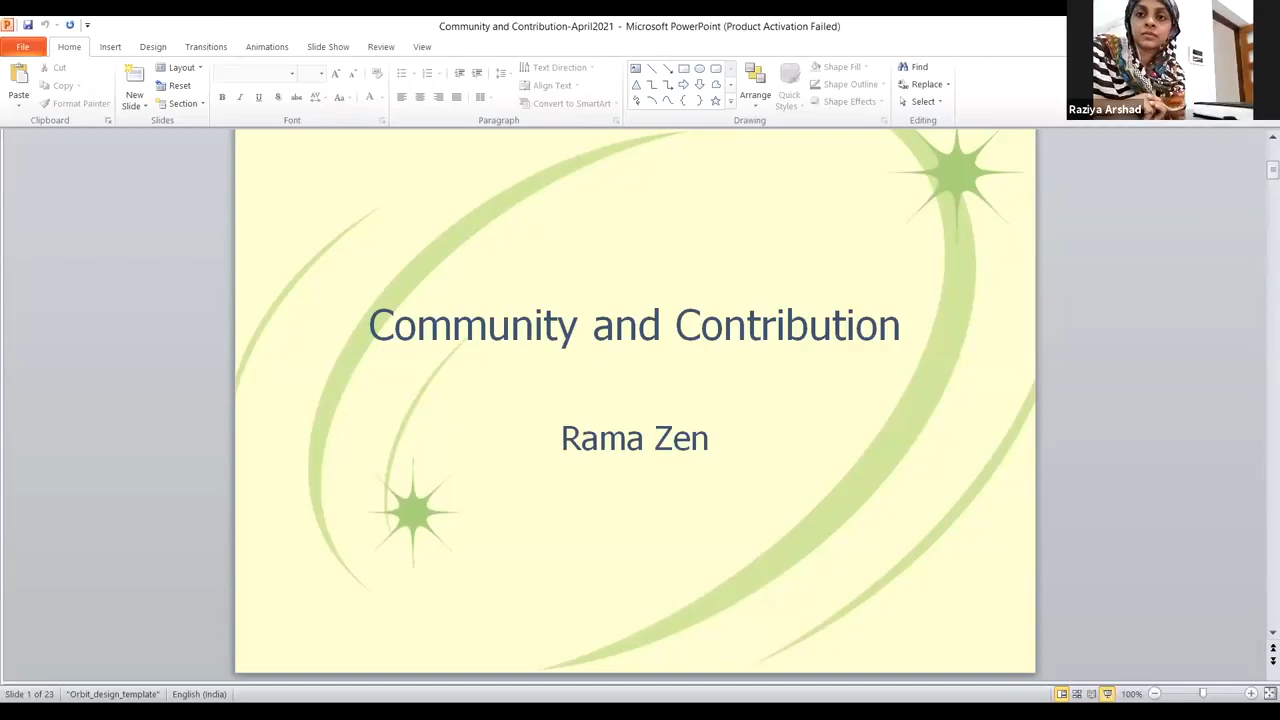 Community and Contribution-April2021 - Microsoft PowerPoint (Product Activation Failed)
File Home Insert Design Transitions Animations Slide Show Review View
Paste
Cut
Copy
Format Painter
Clipboard
New
Slide
Layout
Reset
Section
Slides
B I U S abc AV Aa A
Font
Text Direction
Align Text
Convert to SmartArt
Paragraph
Arrange
Quick
Styles
Shape Fill
Shape Outline
Shape Effects
Drawing
Find
Replace
Select
Editing
Raziya Arshad
Community and Contribution
Rama Zen
Slide 1 of 23 "Orbit_design_template" English (India) 100%